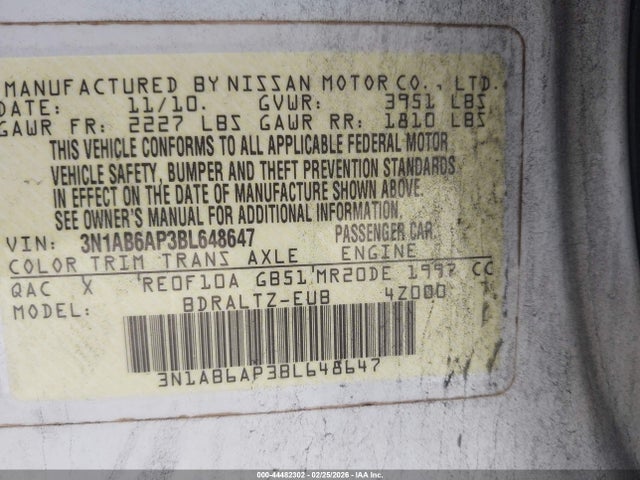 MANUFACTURED BY NISSAN MOTOR CO., LTD.
DATE: 11/10. GVWR: 3951 LBS
GAWR FR: 2227 LBS GAWR RR: 1810 LBS
THIS VEHICLE CONFORMS TO ALL APPLICABLE FEDERAL MOTOR
VEHICLE SAFETY, BUMPER AND THEFT PREVENTION STANDARDS
IN EFFECT ON THE DATE OF MANUFACTURE SHOWN ABOVE.
SEE OWNER'S MANUAL FOR ADDITIONAL INFORMATION.
VIN: 3N1AB6AP3BL648647 PASSENGER CAR
COLOR TRIM TRANS AXLE ENGINE
QAC X RE0F10A GB51 MR20DE 1997 CC
MODEL: BDRALTZ-EUB 4Z000
3N1AB6AP3BL648647
000-44482302 - 02/25/2026 - IAA Inc.